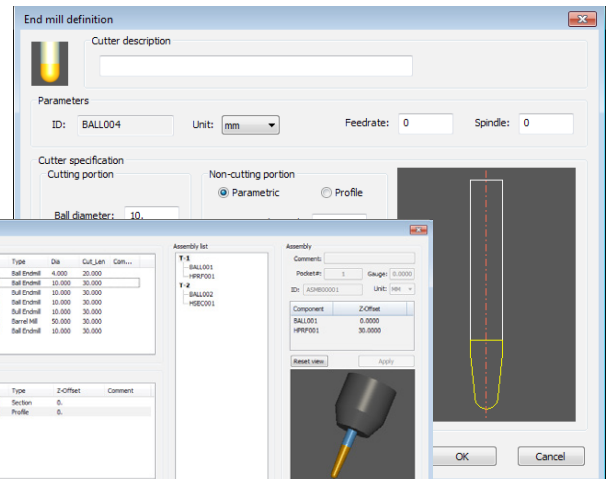 End mill definition
Cutter description
Parameters
ID: BALL004 Unit: mm Feedrate: 0 Spindle: 0
Cutter specification
Cutting portion Non-cutting portion
Parametric Profile
Ball diameter: 10.
Assembly list Assembly
Type Dia Cut_Len Com...
Ball Endmill 4.000 20.000
Ball Endmill 10.000 30.000
Bull Endmill 10.000 30.000
Bull Endmill 10.000 30.000
Ball Endmill 10.000 30.000
Barrel Mill 50.000 30.000
Ball Endmill 10.000 30.000
T-1
BALL001
HPRF001
T-2
BALL002
HSEC001
Comment:
Pocket#: 1 Gauge: 0.0000
ID: ASMB00001 Unit: MM
Component Z-Offset
BALL001 0.0000
HPRF001 30.0000
Reset view Apply
Type Z-Offset Comment
Section 0.
Profile 0.
OK Cancel